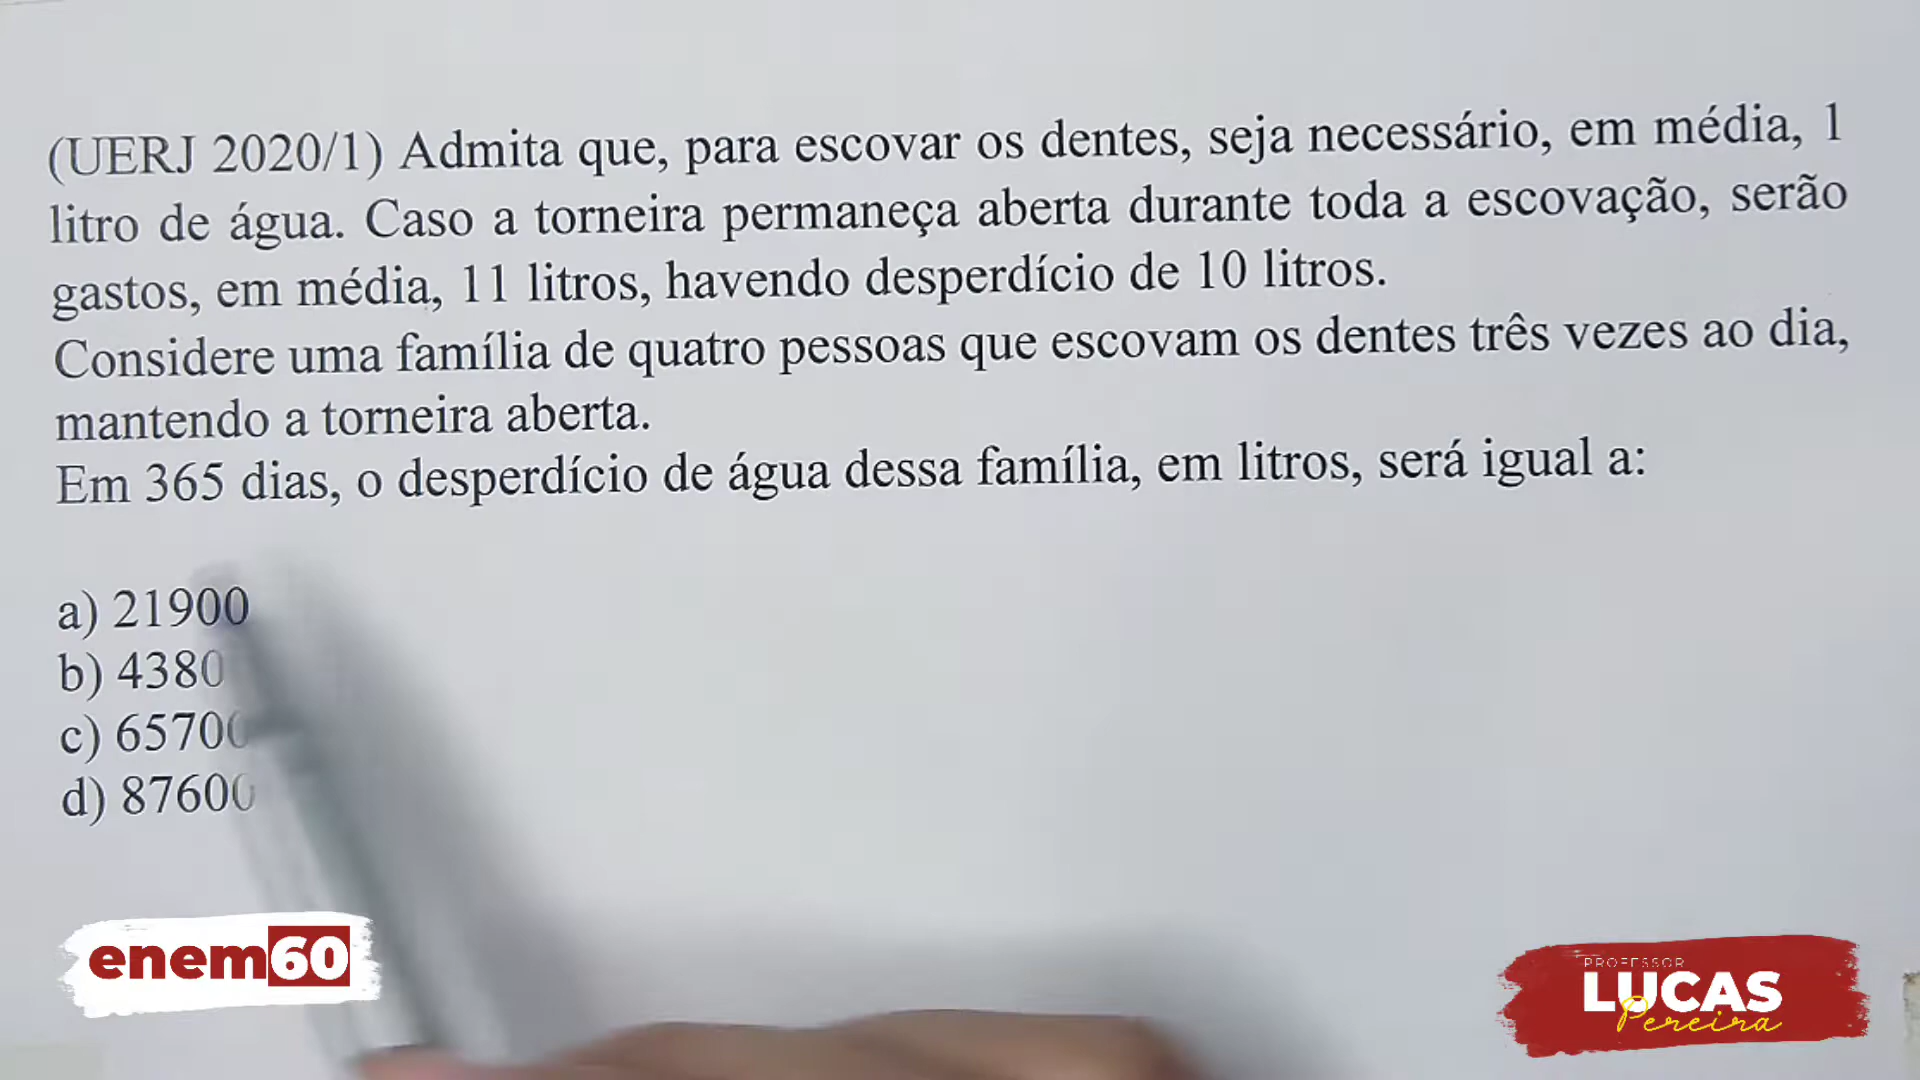 (UERJ 2020/1) Admita que, para escovar os dentes, seja necessário, em média, 1
litro de água. Caso a torneira permaneça aberta durante toda a escovação, serão
gastos, em média, 11 litros, havendo desperdício de 10 litros.
Considere uma família de quatro pessoas que escovam os dentes três vezes ao dia,
mantendo a torneira aberta.
Em 365 dias, o desperdício de água dessa família, em litros, será igual a:
a) 21900
b) 4380
c) 65700
d) 87600
enem60
PROFESSOR
LUCAS
Pereira